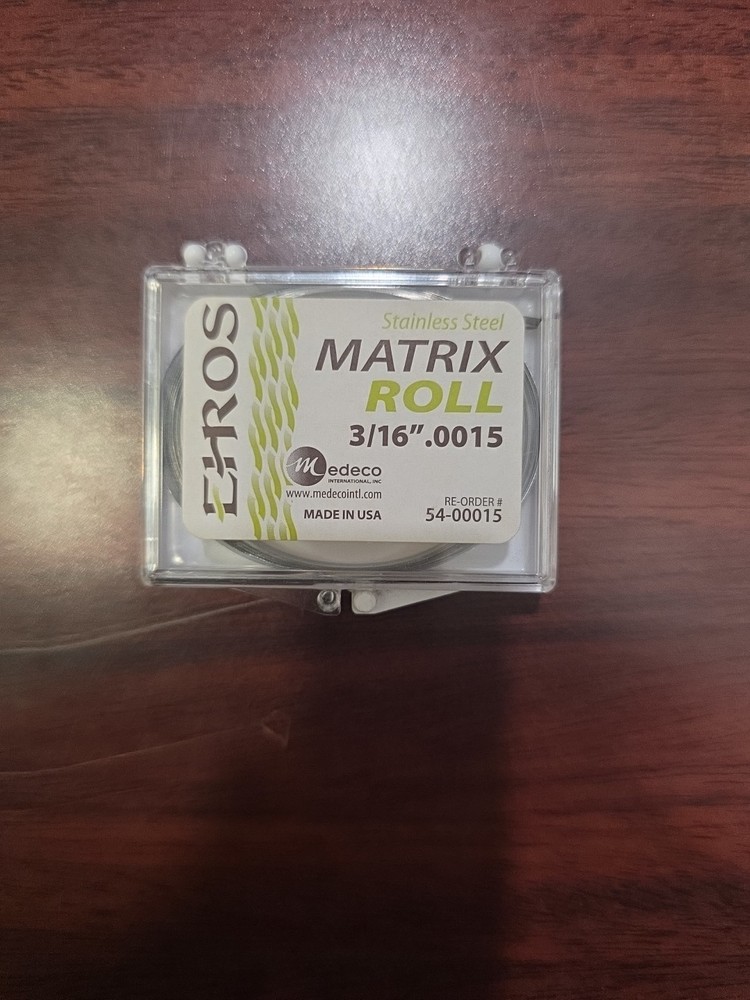 EHROS
Stainless Steel
MATRIX
ROLL
3/16”.0015
Medeco
INTERNATIONAL, INC
www.medecointl.com
MADE IN USA
RE-ORDER #
54-00015